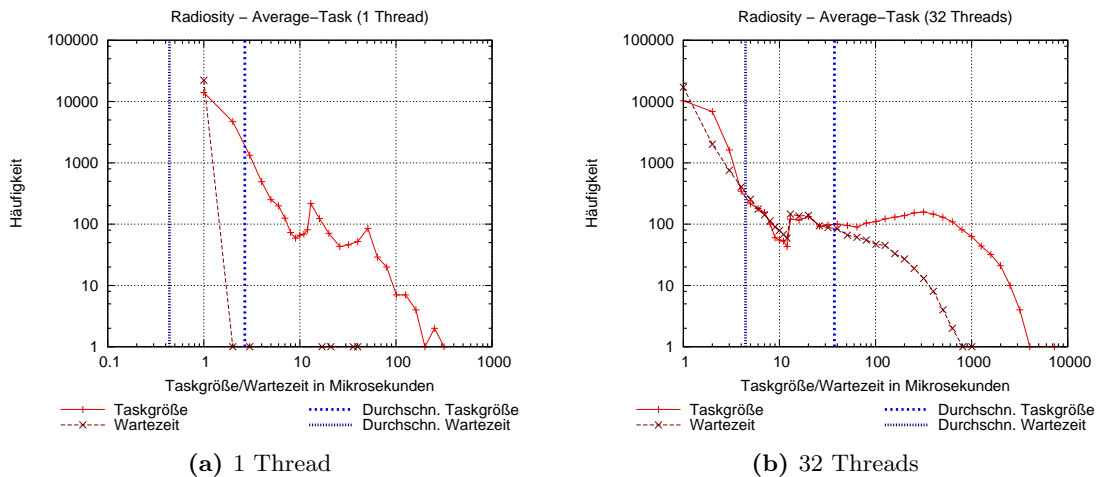 Radiosity - Average-Task (1 Thread)
100000
10000
1000
100
10
1
Häufigkeit
0.1 1 10 100 1000
Taskgröße/Wartezeit in Mikrosekunden
Taskgröße Durchschn. Taskgröße
Wartezeit Durchschn. Wartezeit
(a) 1 Thread
Radiosity - Average-Task (32 Threads)
100000
10000
1000
100
10
1
Häufigkeit
1 10 100 1000 10000
Taskgröße/Wartezeit in Mikrosekunden
Taskgröße Durchschn. Taskgröße
Wartezeit Durchschn. Wartezeit
(b) 32 Threads